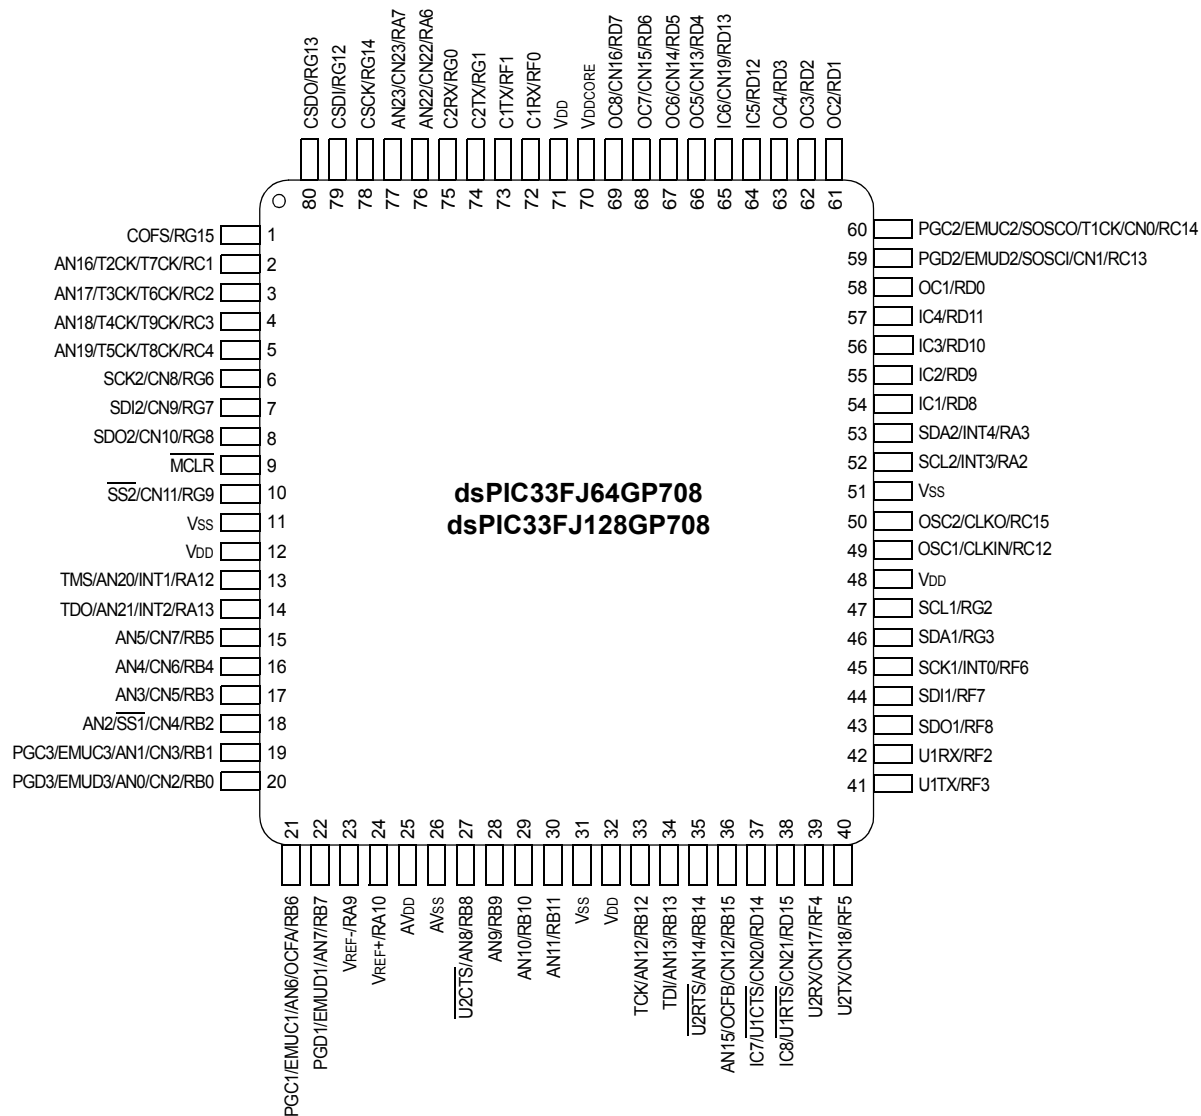 CSDO/RG13
CSDI/RG12
CSCK/RG14
AN23/CN23/RA7
AN22/CN22/RA6
C2RX/RG0
C2TX/RG1
C1TX/RF1
C1RX/RF0
VDD
VDDCORE
OC8/CN16/RD7
OC7/CN15/RD6
OC6/CN14/RD5
OC5/CN13/RD4
IC6/CN19/RD13
IC5/RD12
OC4/RD3
OC3/RD2
OC2/RD1
80
79
78
77
76
75
74
73
72
71
70
69
68
67
66
65
64
63
62
61
COFS/RG15 1
AN16/T2CK/T7CK/RC1 2
AN17/T3CK/T6CK/RC2 3
AN18/T4CK/T9CK/RC3 4
AN19/T5CK/T8CK/RC4 5
SCK2/CN8/RG6 6
SDI2/CN9/RG7 7
SDO2/CN10/RG8 8
MCLR 9
SS2/CN11/RG9 10
VSS 11
VDD 12
TMS/AN20/INT1/RA12 13
TDO/AN21/INT2/RA13 14
AN5/CN7/RB5 15
AN4/CN6/RB4 16
AN3/CN5/RB3 17
AN2/SS1/CN4/RB2 18
PGC3/EMUC3/AN1/CN3/RB1 19
PGD3/EMUD3/AN0/CN2/RB0 20
dsPIC33FJ64GP708
dsPIC33FJ128GP708
60 PGC2/EMUC2/SOSCO/T1CK/CN0/RC14
59 PGD2/EMUD2/SOSCI/CN1/RC13
58 OC1/RD0
57 IC4/RD11
56 IC3/RD10
55 IC2/RD9
54 IC1/RD8
53 SDA2/INT4/RA3
52 SCL2/INT3/RA2
51 VSS
50 OSC2/CLKO/RC15
49 OSC1/CLKIN/RC12
48 VDD
47 SCL1/RG2
46 SDA1/RG3
45 SCK1/INT0/RF6
44 SDI1/RF7
43 SDO1/RF8
42 U1RX/RF2
41 U1TX/RF3
21
22
23
24
25
26
27
28
29
30
31
32
33
34
35
36
37
38
39
40
PGC1/EMUC1/AN6/OCFA/RB6
PGD1/EMUD1/AN7/RB7
VREF-/RA9
VREF+/RA10
AVDD
AVSS
U2CTS/AN8/RB8
AN9/RB9
AN10/RB10
AN11/RB11
VSS
VDD
TCK/AN12/RB12
TDI/AN13/RB13
U2RTS/AN14/RB14
AN15/OCFB/CN12/RB15
IC7/U1CTS/CN20/RD14
IC8/U1RTS/CN21/RD15
U2RX/CN17/RF4
U2TX/CN18/RF5